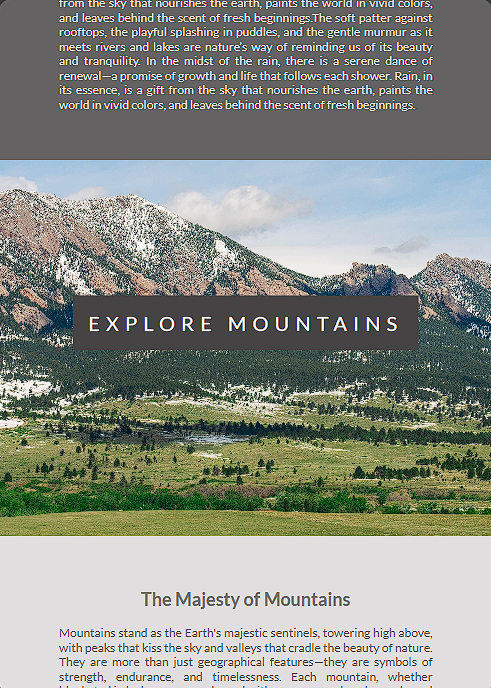 from the sky that nourishes the earth, paints the world in vivid colors,
and leaves behind the scent of fresh beginnings.The soft patter against
rooftops, the playful splashing in puddles, and the gentle murmur as it
meets rivers and lakes are nature's way of reminding us of its beauty
and tranquility. In the midst of the rain, there is a serene dance of
renewal—a promise of growth and life that follows each shower. Rain, in
its essence, is a gift from the sky that nourishes the earth, paints the
world in vivid colors, and leaves behind the scent of fresh beginnings.
EXPLORE MOUNTAINS
The Majesty of Mountains
Mountains stand as the Earth's majestic sentinels, towering high above,
with peaks that kiss the sky and valleys that cradle the beauty of nature.
They are more than just geographical features—they are symbols of
strength, endurance, and timelessness. Each mountain, whether